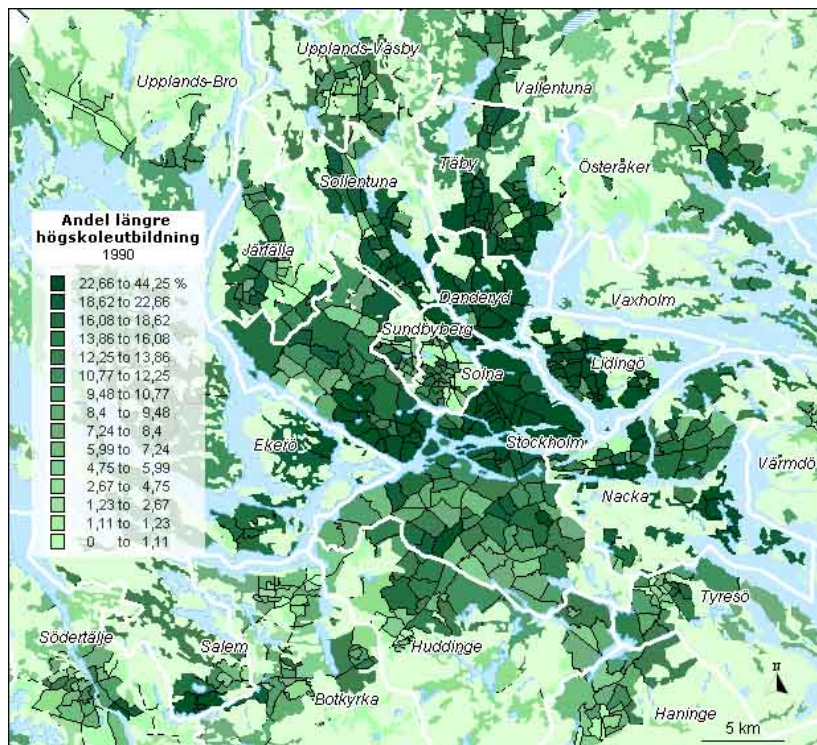 Upplands-Väsby
Upplands-Bro
Vallentuna
Täby
Österåker
Sollentuna
Andel längre
högskoleutbildning
1990
22,66 to 44,25 %
18,62 to 22,66
16,08 to 18,62
13,86 to 16,08
12,25 to 13,86
10,77 to 12,25
9,48 to 10,77
8,4 to 9,48
7,24 to 8,4
5,99 to 7,24
4,75 to 5,99
2,67 to 4,75
1,23 to 2,67
1,11 to 1,23
0 to 1,11
Järfälla
Danderyd
Vaxholm
Sundbyberg
Lidingö
Solna
Ekerö
Stockholm
Värmdö
Nacka
Tyresö
Södertälje
Salem
Huddinge
Botkyrka
Haninge
N
5 km